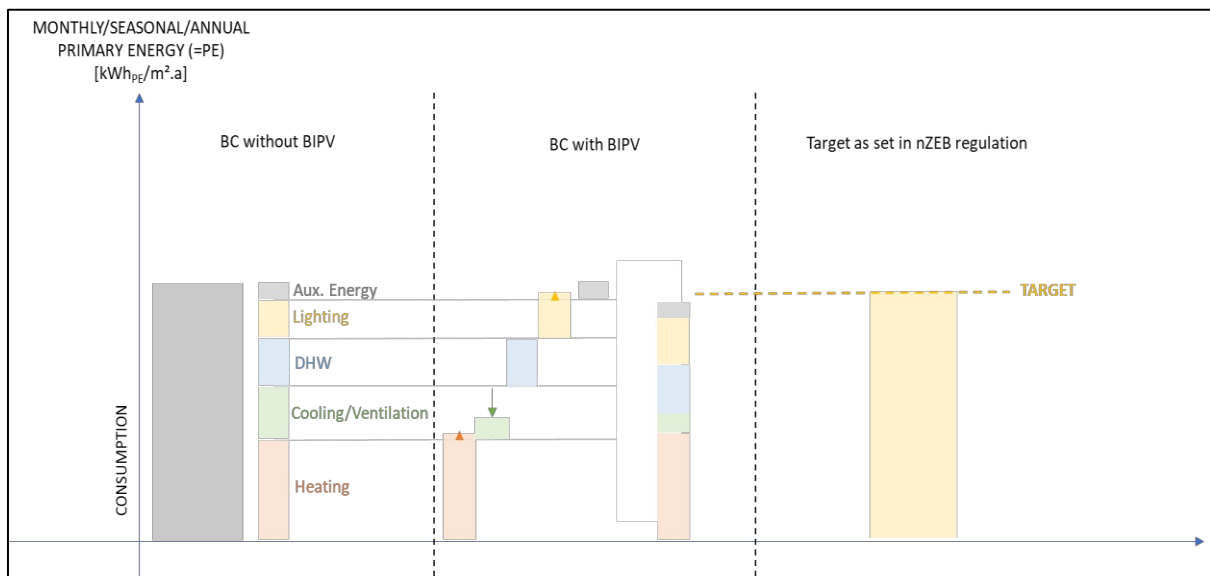 MONTHLY/SEASONAL/ANNUAL
PRIMARY ENERGY (=PE)
[kWhPE/m².a]
BC without BIPV
BC with BIPV
Target as set in nZEB regulation
Aux. Energy
TARGET
Lighting
DHW
Cooling/Ventilation
Heating
CONSUMPTION